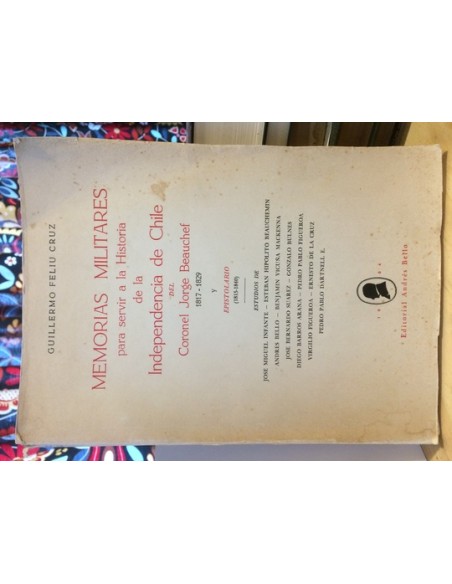 GUILLERMO FELIU CRUZ
MEMORIAS MILITARES
para servir a la Historia
de la
Independencia de Chile
DEL
Coronel Jorge Beauchef
1817 - 1829
y
EPISTOLARIO
(1815-1840)
ESTUDIOS DE
JOSE MIGUEL INFANTE - ESTEBAN HIPOLITO BEAUCHEMIN
ANDRES BELLO - BENJAMIN VICUÑA MACKENNA
JOSE BERNARDO SUAREZ - GONZALO BULNES
DIEGO BARROS ARANA - PEDRO PABLO FIGUEROA
VIRGILIO FIGUEROA - ERNESTO DE LA CRUZ
PEDRO PABLO DARTNELL E.
Editorial Andrés Bello